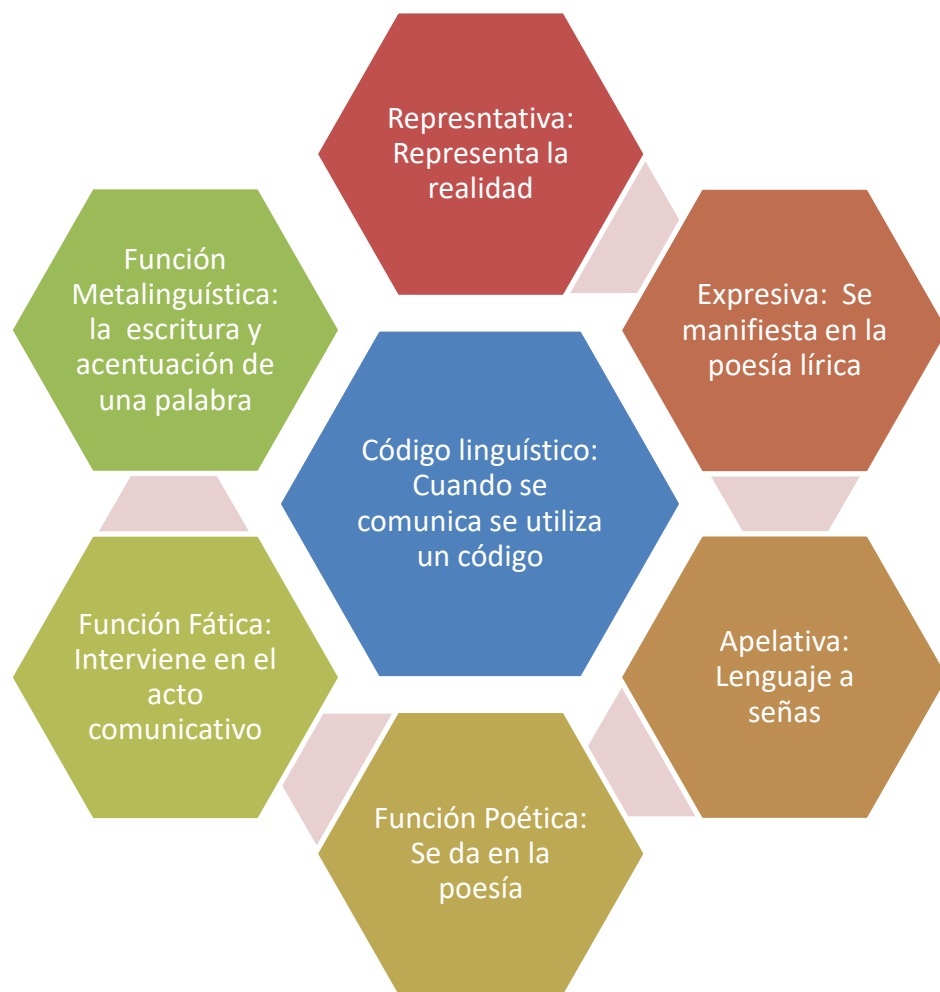 Represntativa:
Representa la
realidad
Expresiva: Se
manifiesta en la
poesía lírica
Apelativa:
Lenguaje a
señas
Función Poética:
Se da en la
poesía
Función Fática:
Interviene en el
acto
comunicativo
Función
Metalinguística:
la escritura y
acentuación de
una palabra
Código linguístico:
Cuando se
comunica se utiliza
un código